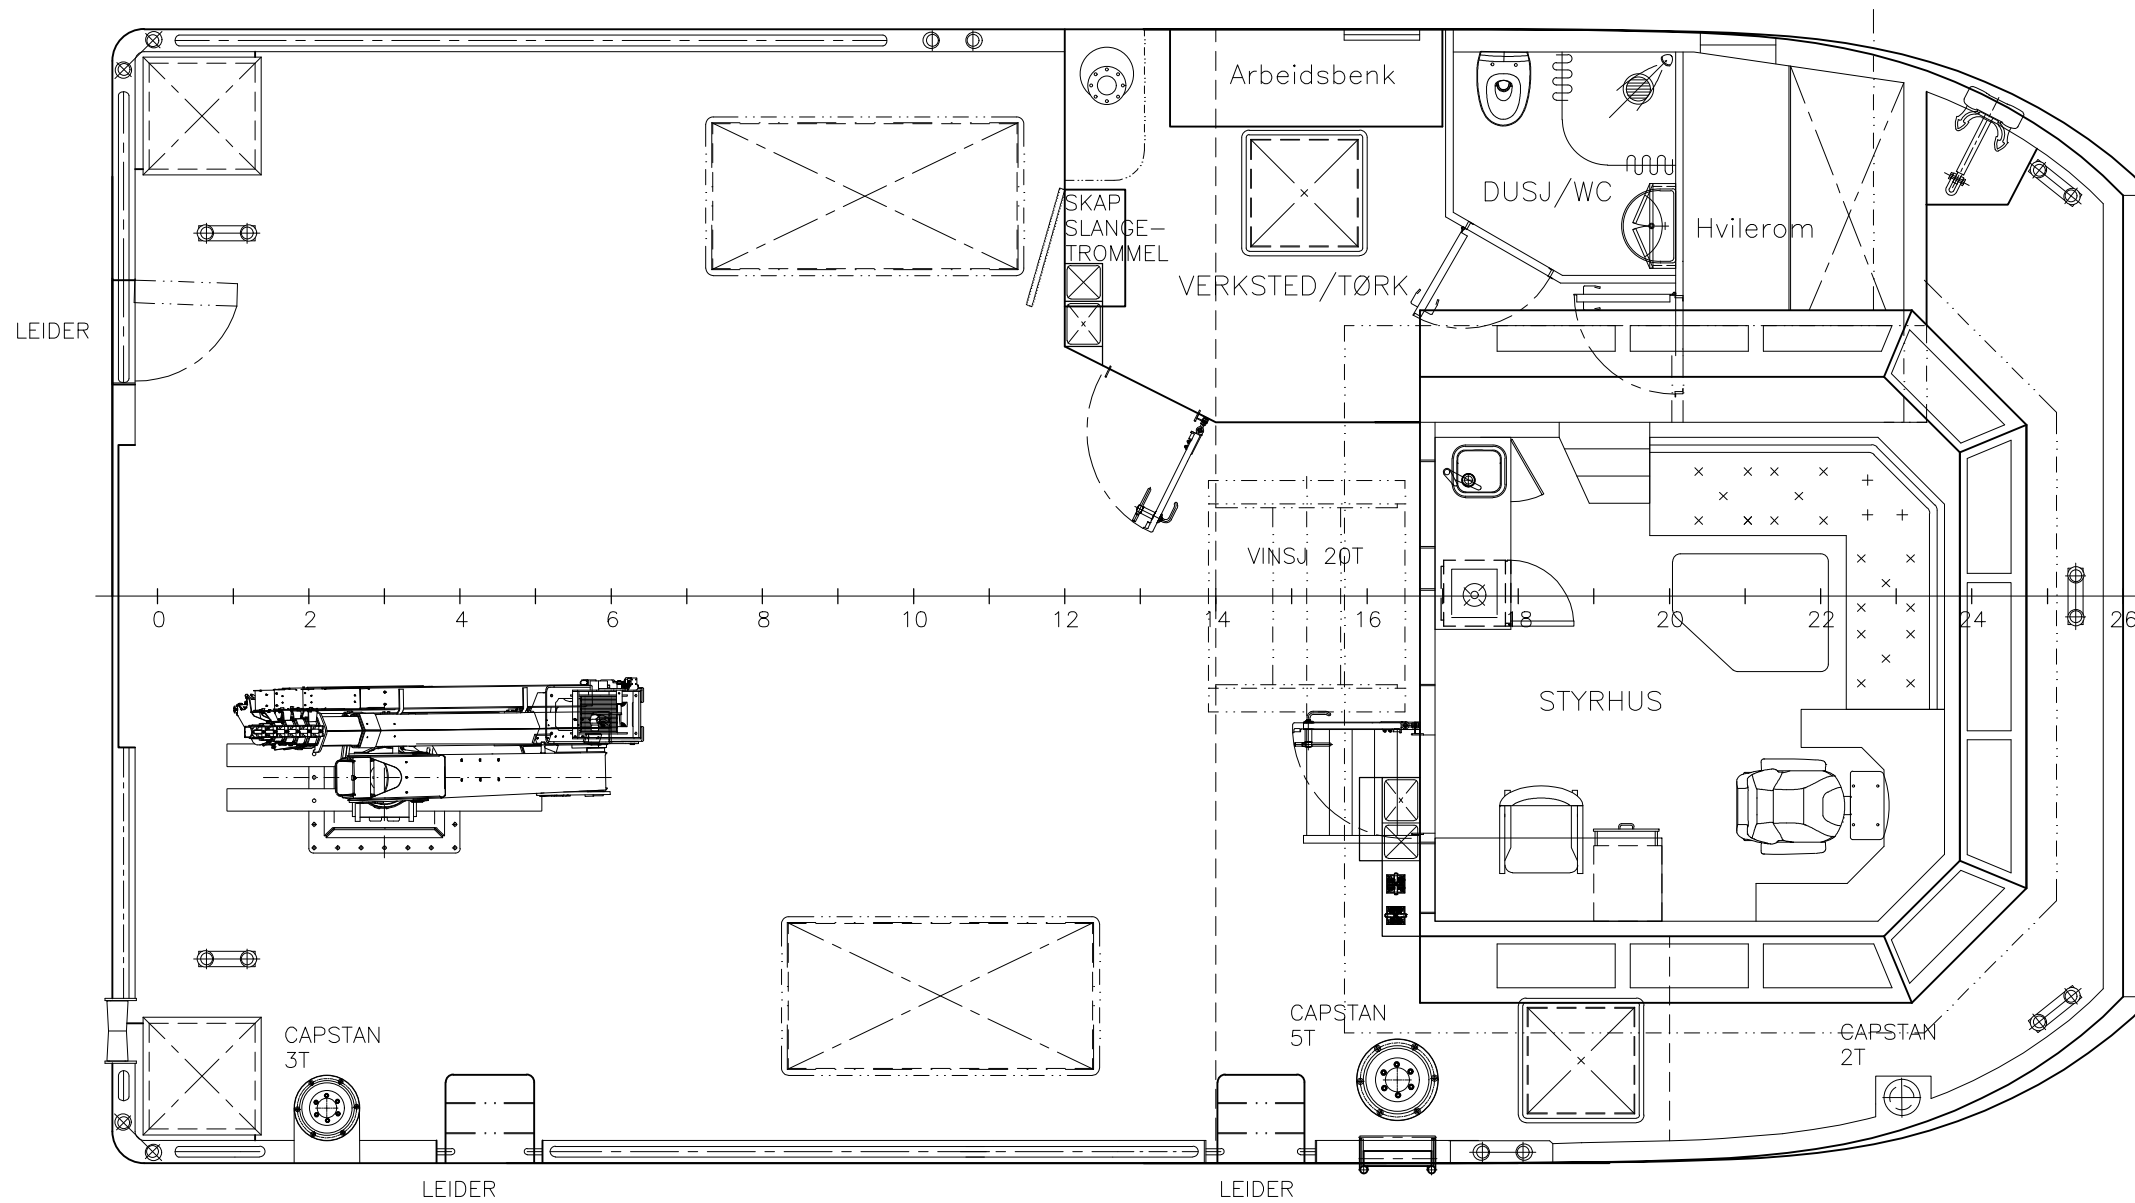 Arbeidsbenk
DUSJ/WC
SKAP
SLANGE-
TROMMEL
Hvilerom
VERKSTED/TØRK
LEIDER
VINSJ 20T
0 2 4 6 8 10 12 14 16 18 20 22 24 26
STYRHUS
CAPSTAN
3T
CAPSTAN
5T
CAPSTAN
2T
LEIDER
LEIDER